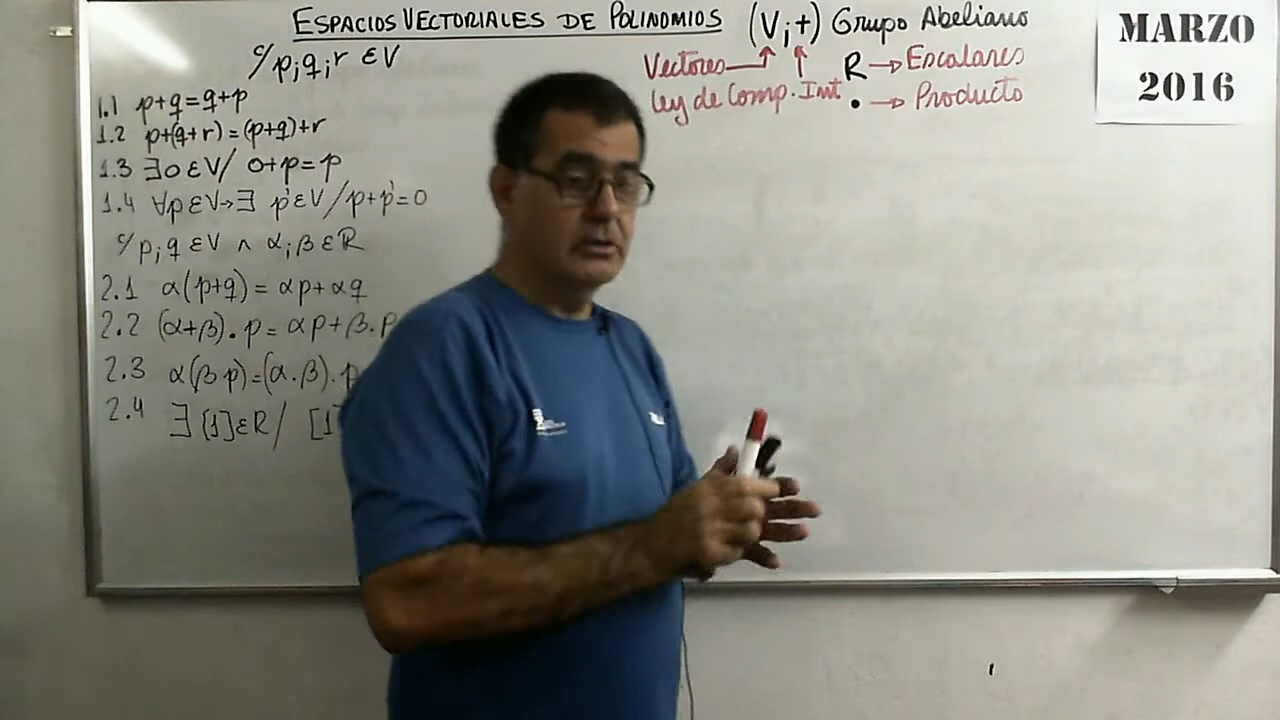 ESPACIOS VECTORIALES DE POLINOMIOS (V;+) Grupo Abeliano
c/ p;q;r ∈ V
Vectores → R → Escalares
Ley de Comp. Int • → Producto
MARZO
2016
1.1 p+q=q+p
1.2 p+(q+r)=(p+q)+r
1.3 ∃0 ∈V/ 0+p=p
1.4 ∀p∈V→∃ p'∈V/p+p'=0
c/p;q ∈V ∧ α;β∈R
2.1 α(p+q)= αp+αq
2.2 (α+β).p= αp+β.p
2.3 α(β p)=(α.β).p
2.4 ∃ [1]∈R/ [1